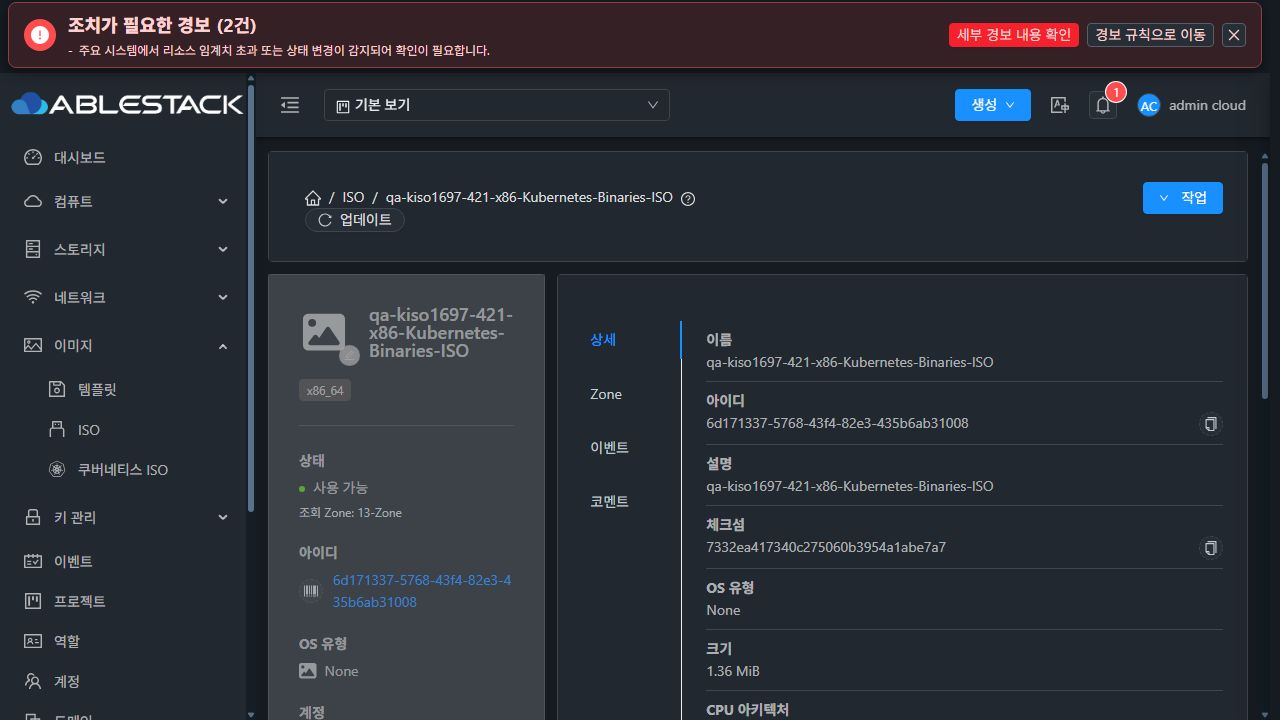 조치가 필요한 경보 (2건)
- 주요 시스템에서 리소스 임계치 초과 또는 상태 변경이 감지되어 확인이 필요합니다.
세부 경보 내용 확인
경보 규칙으로 이동
ABLESTACK
기본 보기
생성
1
AC
admin cloud
대시보드
컴퓨트
스토리지
네트워크
이미지
템플릿
ISO
쿠버네티스 ISO
키 관리
이벤트
프로젝트
역할
계정
도메인
/ ISO / qa-kiso1697-421-x86-Kubernetes-Binaries-ISO
업데이트
작업
qa-kiso1697-421-
x86-Kubernetes-
Binaries-ISO
x86_64
상태
사용 가능
조회 Zone: 13-Zone
아이디
6d171337-5768-43f4-82e3-4
35b6ab31008
OS 유형
None
계정
상세
Zone
이벤트
코멘트
이름
qa-kiso1697-421-x86-Kubernetes-Binaries-ISO
아이디
6d171337-5768-43f4-82e3-435b6ab31008
설명
qa-kiso1697-421-x86-Kubernetes-Binaries-ISO
체크섬
7332ea417340c275060b3954a1abe7a7
OS 유형
None
크기
1.36 MiB
CPU 아키텍처